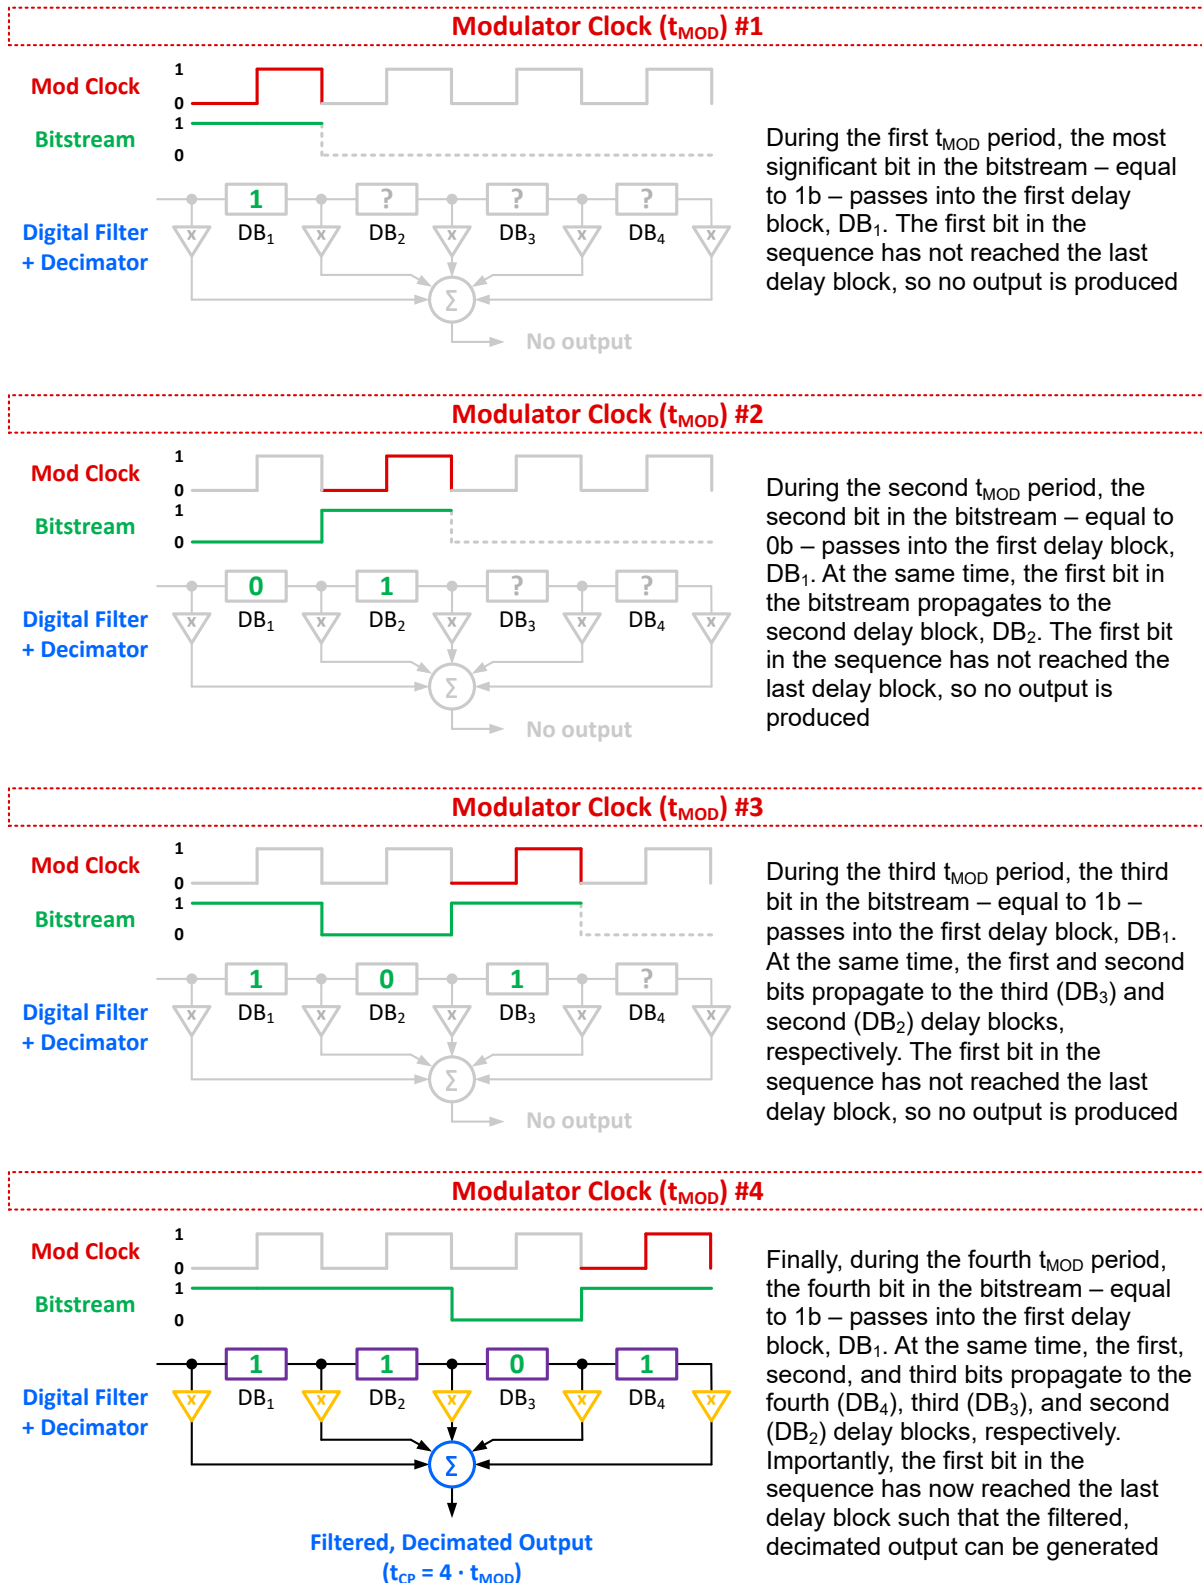 Modulator Clock (tMOD) #1
1
Mod Clock
0
1
Bitstream
0
1 ? ? ?
x x x x x
DB1 DB2 DB3 DB4
Digital Filter
+ Decimator
Σ
No output
During the first tMOD period, the most
significant bit in the bitstream – equal
to 1b – passes into the first delay
block, DB1. The first bit in the
sequence has not reached the last
delay block, so no output is produced
Modulator Clock (tMOD) #2
1
Mod Clock
0
1
Bitstream
0
0 1 ? ?
x x x x x
DB1 DB2 DB3 DB4
Digital Filter
+ Decimator
Σ
No output
During the second tMOD period, the
second bit in the bitstream – equal to
0b – passes into the first delay block,
DB1. At the same time, the first bit in
the bitstream propagates to the
second delay block, DB2. The first bit
in the sequence has not reached the
last delay block, so no output is
produced
Modulator Clock (tMOD) #3
1
Mod Clock
0
1
Bitstream
0
1 0 1 ?
x x x x x
DB1 DB2 DB3 DB4
Digital Filter
+ Decimator
Σ
No output
During the third tMOD period, the third
bit in the bitstream – equal to 1b –
passes into the first delay block, DB1.
At the same time, the first and second
bits propagate to the third (DB3) and
second (DB2) delay blocks,
respectively. The first bit in the
sequence has not reached the last
delay block, so no output is produced
Modulator Clock (tMOD) #4
1
Mod Clock
0
1
Bitstream
0
1 1 0 1
x x x x x
DB1 DB2 DB3 DB4
Digital Filter
+ Decimator
Σ
Filtered, Decimated Output
(tCP = 4 · tMOD)
Finally, during the fourth tMOD period,
the fourth bit in the bitstream – equal
to 1b – passes into the first delay
block, DB1. At the same time, the first,
second, and third bits propagate to the
fourth (DB4), third (DB3), and second
(DB2) delay blocks, respectively.
Importantly, the first bit in the
sequence has now reached the last
delay block such that the filtered,
decimated output can be generated